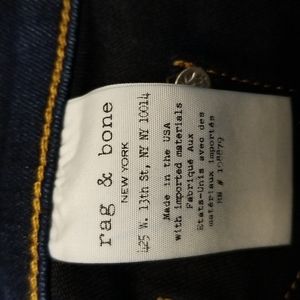 rag & bone
NEW YORK
425 W. 13th St, NY NY 10014
Made in the USA
with imported materials
Fabriqué Aux
Etats-Unis avec des
matériaux importés
RN #